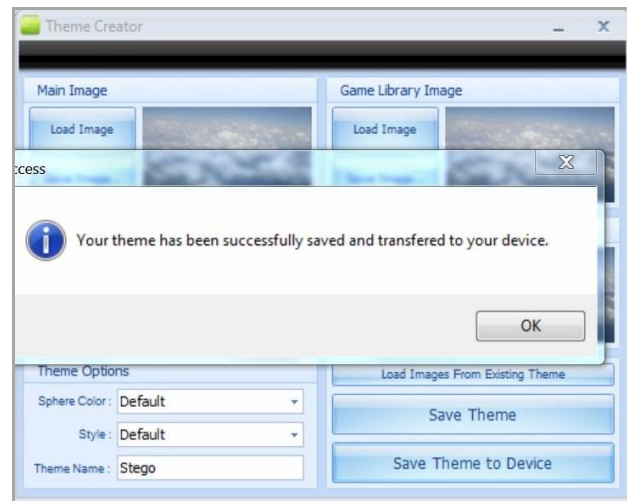 Theme Creator
Main Image
Game Library Image
Load Image
Load Image
ccess
Your theme has been successfully saved and transfered to your device.
OK
Theme Options
Load Images From Existing Theme
Sphere Color: Default
Save Theme
Style: Default
Theme Name: Stego
Save Theme to Device